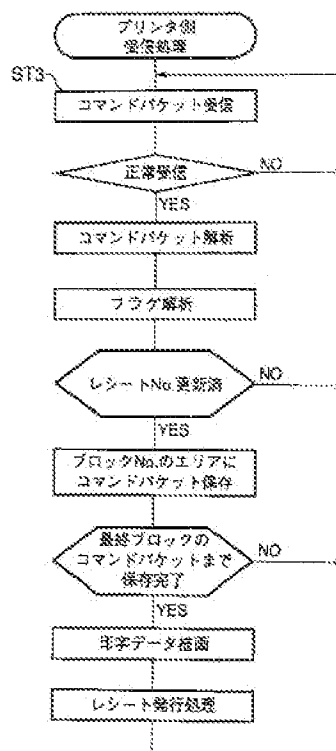 プリンタ側
受信処理
ST3
コマンドパケット受信
正常受信
NO
YES
コマンドパケット解析
フラグ解析
レシートNo.更新済
NO
YES
ブロックNo.のエリアに
コマンドパケット保存
最終ブロックの
コマンドパケットまで
保存完了
NO
YES
印字データ描画
レシート発行処理